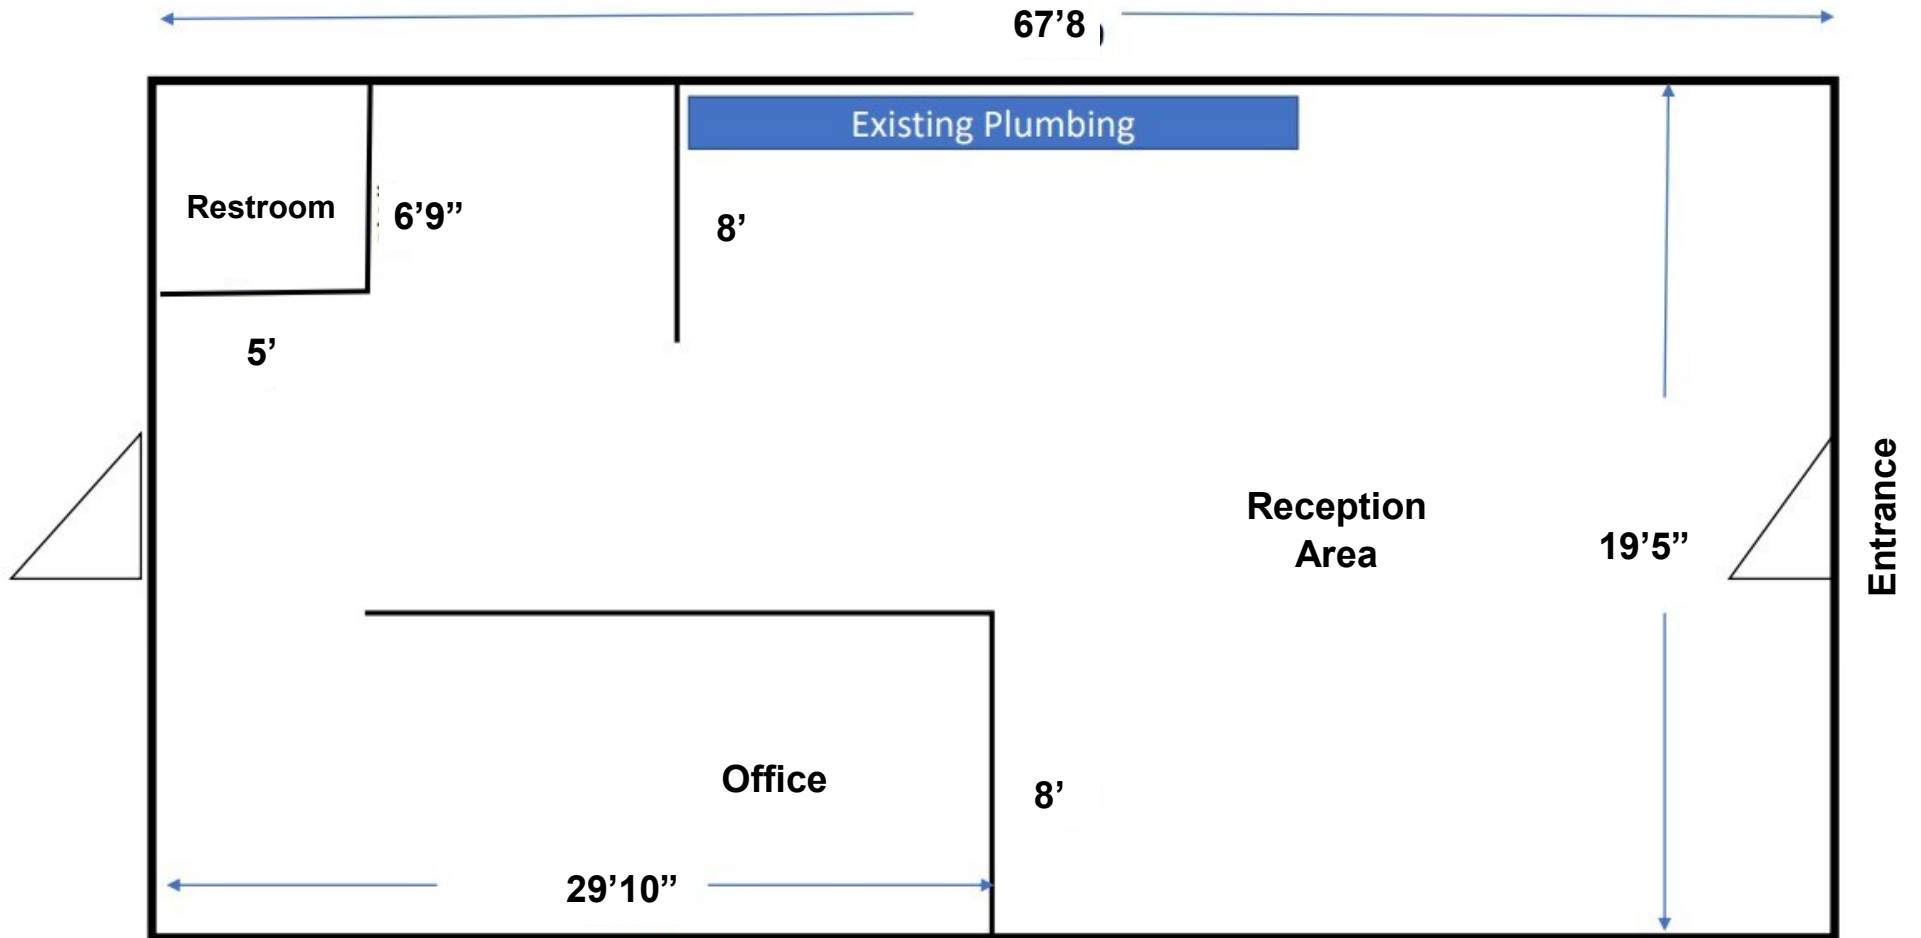 67’8
Existing Plumbing
Restroom
6’9”
8’
5’
Reception
Area
19’5”
Entrance
Office
8’
29’10”